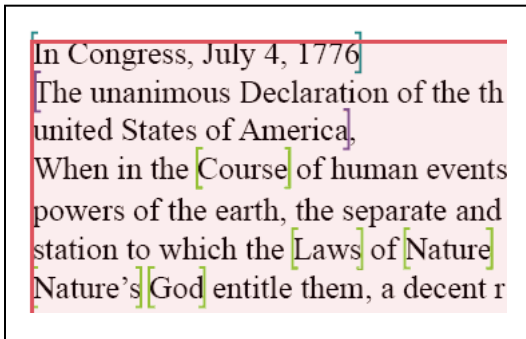 In Congress, July 4, 1776
The unanimous Declaration of the th
united States of America,
When in the Course of human events
powers of the earth, the separate and
station to which the Laws of Nature
Nature’s God entitle them, a decent r